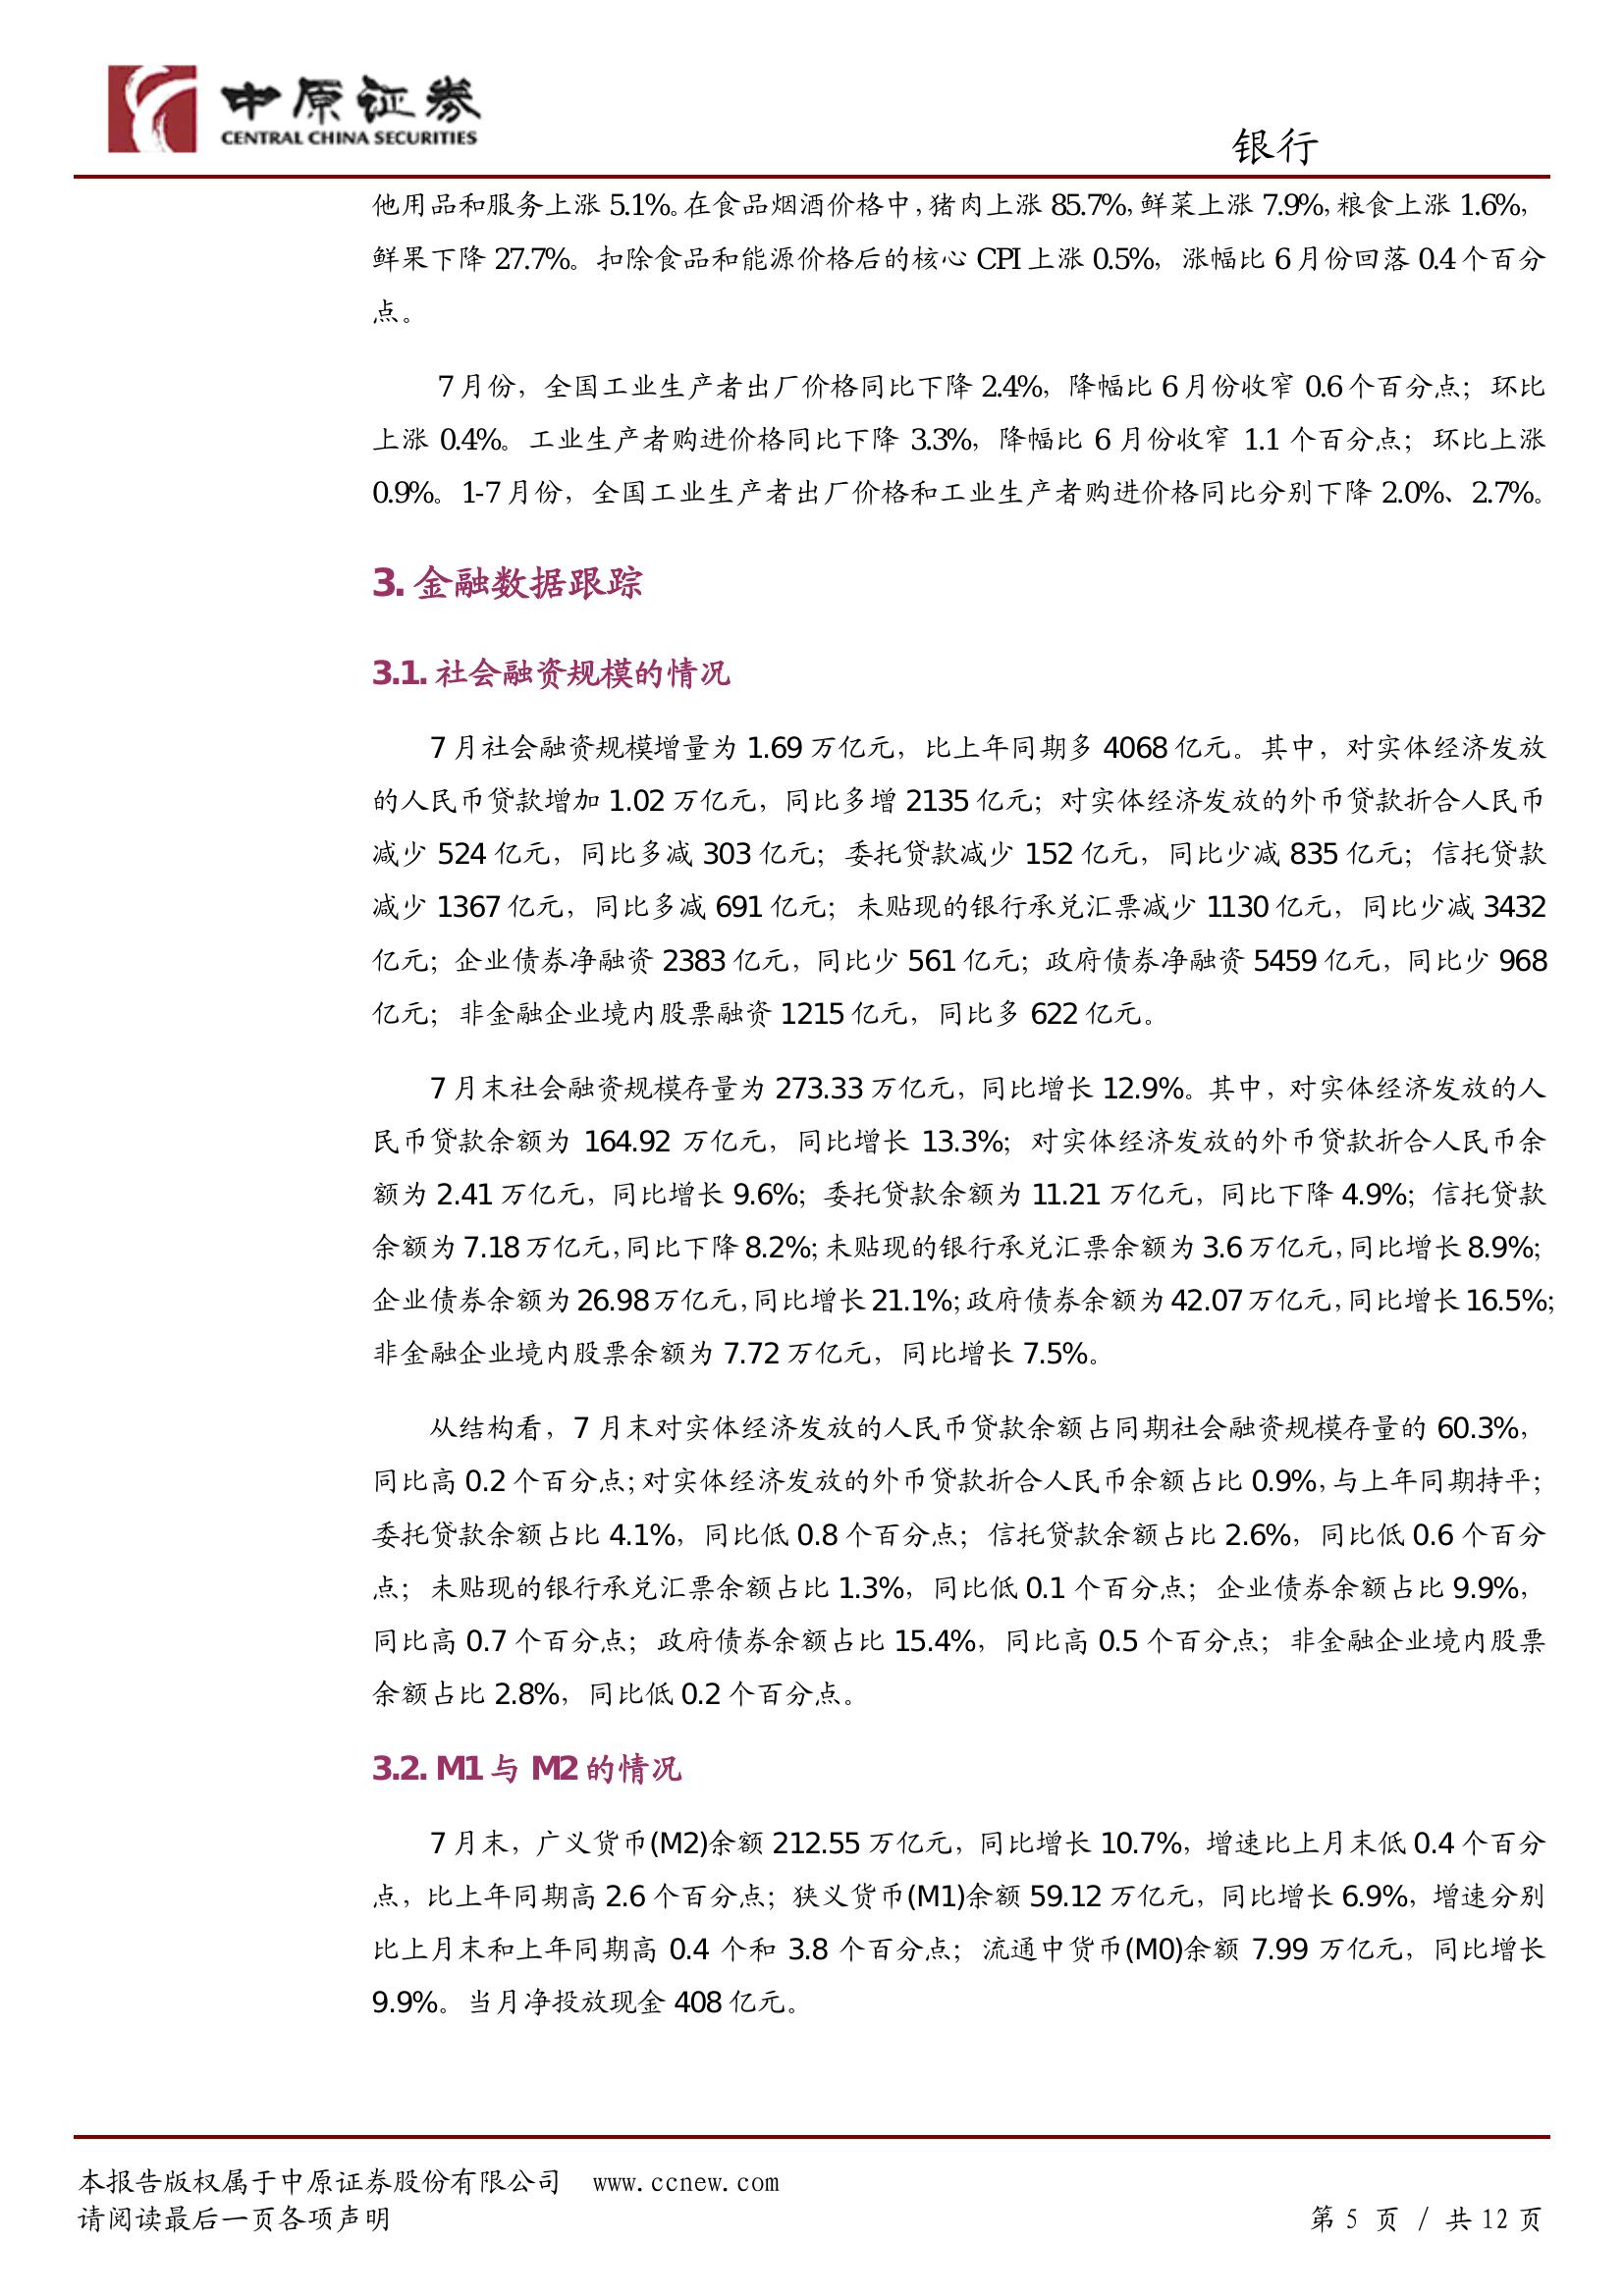 中原证券
CENTRAL CHINA SECURITIES
银行
他用品和服务上涨 5.1%。在食品烟酒价格中，猪肉上涨 85.7%，鲜菜上涨 7.9%，粮食上涨 1.6%，
鲜果下降 27.7%。扣除食品和能源价格后的核心 CPI 上涨 0.5%，涨幅比 6 月份回落 0.4 个百分
点。
7 月份，全国工业生产者出厂价格同比下降 2.4%，降幅比 6 月份收窄 0.6 个百分点；环比
上涨 0.4%。工业生产者购进价格同比下降 3.3%，降幅比 6 月份收窄 1.1 个百分点；环比上涨
0.9%。1-7 月份，全国工业生产者出厂价格和工业生产者购进价格同比分别下降 2.0%、2.7%。
3. 金融数据跟踪
3.1. 社会融资规模的情况
7 月社会融资规模增量为 1.69 万亿元，比上年同期多 4068 亿元。其中，对实体经济发放
的人民币贷款增加 1.02 万亿元，同比多增 2135 亿元；对实体经济发放的外币贷款折合人民币
减少 524 亿元，同比多减 303 亿元；委托贷款减少 152 亿元，同比少减 835 亿元；信托贷款
减少 1367 亿元，同比多减 691 亿元；未贴现的银行承兑汇票减少 1130 亿元，同比少减 3432
亿元；企业债券净融资 2383 亿元，同比少 561 亿元；政府债券净融资 5459 亿元，同比少 968
亿元；非金融企业境内股票融资 1215 亿元，同比多 622 亿元。
7 月末社会融资规模存量为 273.33 万亿元，同比增长 12.9%。其中，对实体经济发放的人
民币贷款余额为 164.92 万亿元，同比增长 13.3%；对实体经济发放的外币贷款折合人民币余
额为 2.41 万亿元，同比增长 9.6%；委托贷款余额为 11.21 万亿元，同比下降 4.9%；信托贷款
余额为 7.18 万亿元，同比下降 8.2%；未贴现的银行承兑汇票余额为 3.6 万亿元，同比增长 8.9%；
企业债券余额为 26.98 万亿元，同比增长 21.1%；政府债券余额为 42.07 万亿元，同比增长 16.5%；
非金融企业境内股票余额为 7.72 万亿元，同比增长 7.5%。
从结构看，7 月末对实体经济发放的人民币贷款余额占同期社会融资规模存量的 60.3%，
同比高 0.2 个百分点；对实体经济发放的外币贷款折合人民币余额占比 0.9%，与上年同期持平；
委托贷款余额占比 4.1%，同比低 0.8 个百分点；信托贷款余额占比 2.6%，同比低 0.6 个百分
点；未贴现的银行承兑汇票余额占比 1.3%，同比低 0.1 个百分点；企业债券余额占比 9.9%，
同比高 0.7 个百分点；政府债券余额占比 15.4%，同比高 0.5 个百分点；非金融企业境内股票
余额占比 2.8%，同比低 0.2 个百分点。
3.2. M1 与 M2 的情况
7 月末，广义货币(M2)余额 212.55 万亿元，同比增长 10.7%，增速比上月末低 0.4 个百分
点，比上年同期高 2.6 个百分点；狭义货币(M1)余额 59.12 万亿元，同比增长 6.9%，增速分别
比上月末和上年同期高 0.4 个和 3.8 个百分点；流通中货币(M0)余额 7.99 万亿元，同比增长
9.9%。当月净投放现金 408 亿元。
本报告版权属于中原证券股份有限公司 www.ccnew.com
请阅读最后一页各项声明
第 5 页 / 共 12 页